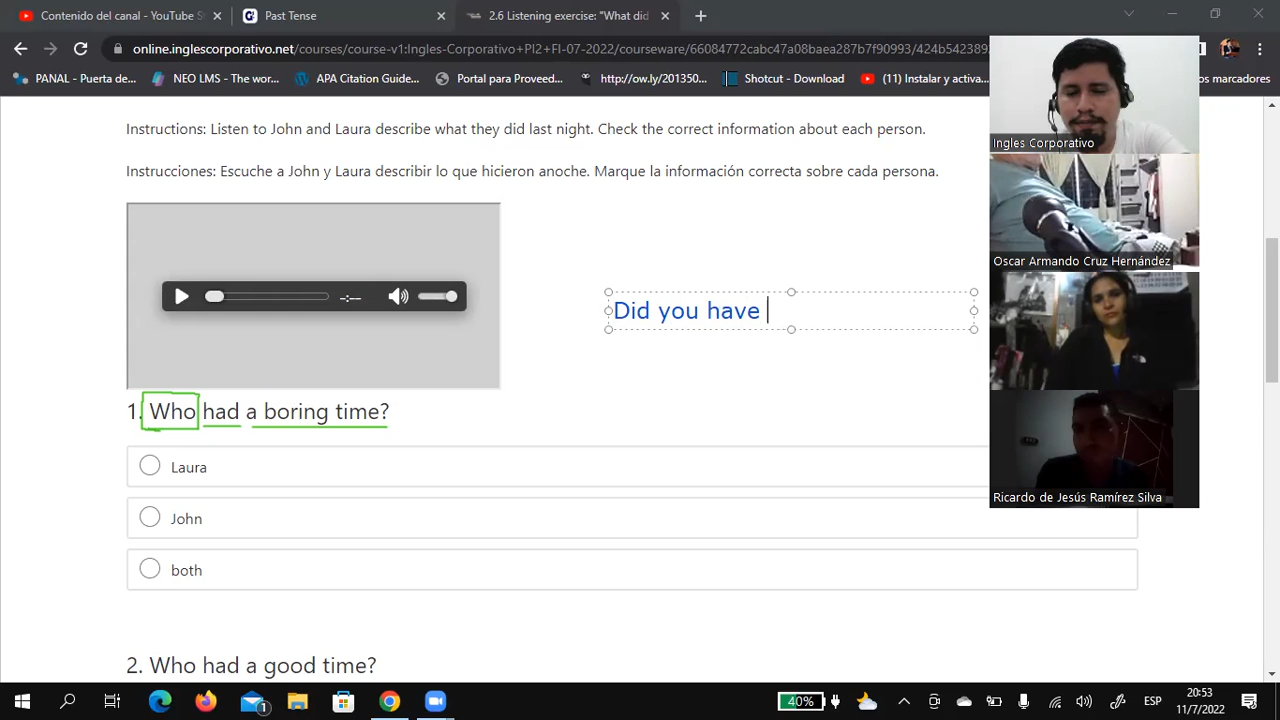 Contenido del canal - YouTube S
Past Tense
2.6 Listening exercise: "What did
online.inglescorporativo.net/courses/course-v1:Ingles-Corporativo+PI2+FI-07-2022/courseware/66084772cabc47a08baea287b7f90993/424b542389
PANAL - Puerta de...
NEO LMS - The wor...
APA Citation Guide...
Portal para Proveed...
http://ow.ly/201350...
Shotcut - Download
(11) Instalar y activa...
os marcadores
Instructions: Listen to John and Laura describe what they did last night. Check the correct information about each person.
Instrucciones: Escuche a John y Laura describir lo que hicieron anoche. Marque la información correcta sobre cada persona.
Ingles Corporativo
Oscar Armando Cruz Hernández
Ricardo de Jesús Ramírez Silva
-:--
Did you have
1. Who had a boring time?
Laura
John
both
2. Who had a good time?
1
40%
ESP
20:53
11/7/2022